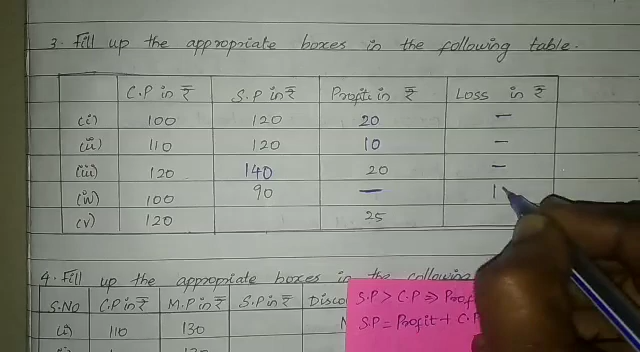 3. Fill up the appropriate boxes in the following table.
C.P in ₹ S.P in ₹ Profit in ₹ Loss in ₹
(i) 100 120 20 —
(ii) 110 120 10 —
(iii) 120 140 20 —
(iv) 100 90 — 1
(v) 120 25
4. Fill up the appropriate boxes in the following
S.NO C.P in ₹ M.P in ₹ S.P in ₹ Disco
(i) 110 130
S.P > C.P ⇒ Prof
S.P = Profit + C.P